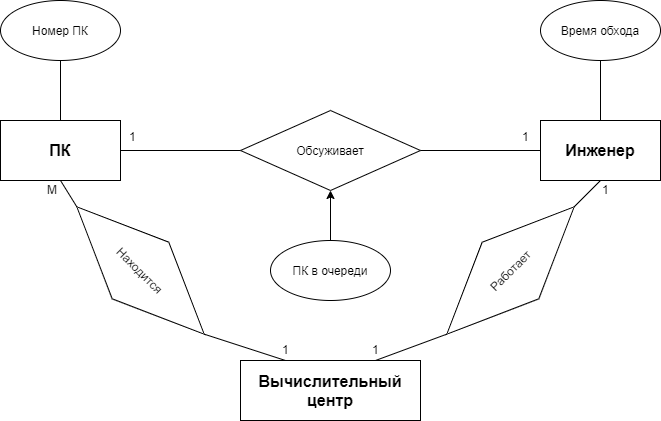 Номер ПК
Время обхода
ПК
1
Обсуживает
1
Инженер
М
1
Находится
ПК в очереди
Работает
1
1
Вычислительный
центр